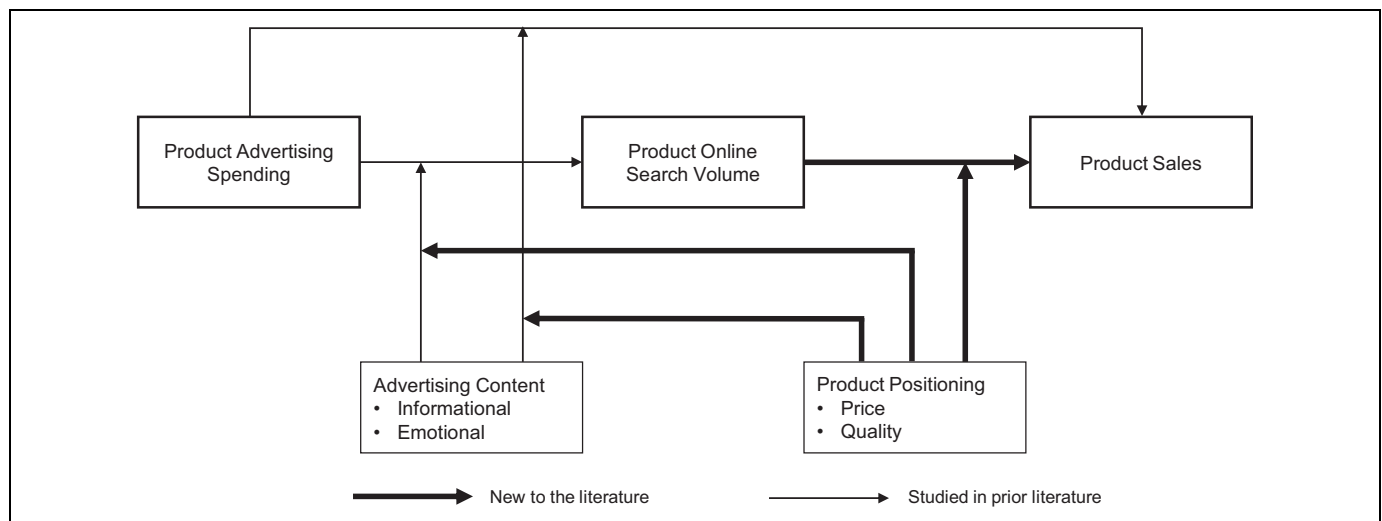 Product Advertising
Spending
Product Online
Search Volume
Product Sales
Advertising Content
• Informational
• Emotional
Product Positioning
• Price
• Quality
New to the literature
Studied in prior literature